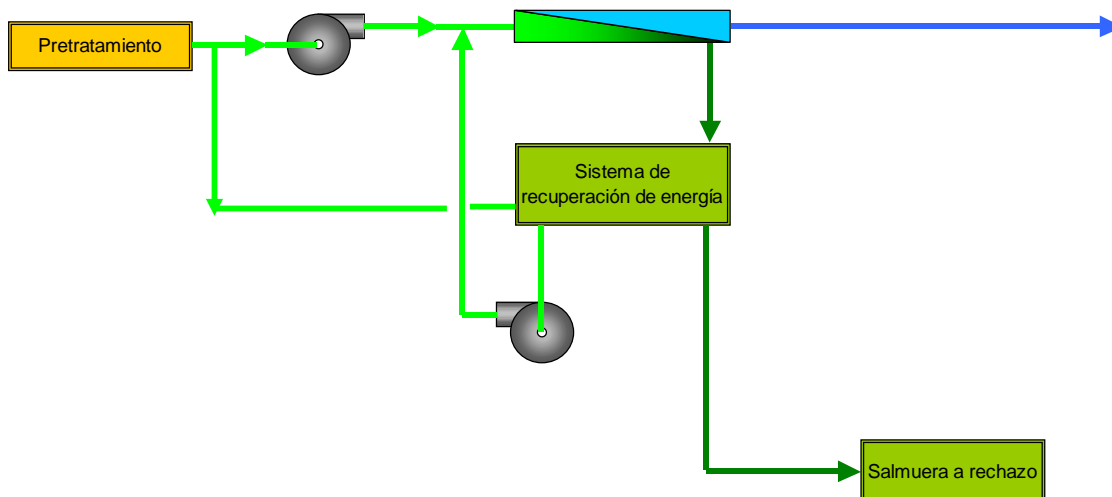 Pretratamiento
Sistema de
recuperación de energía
Salmuera a rechazo